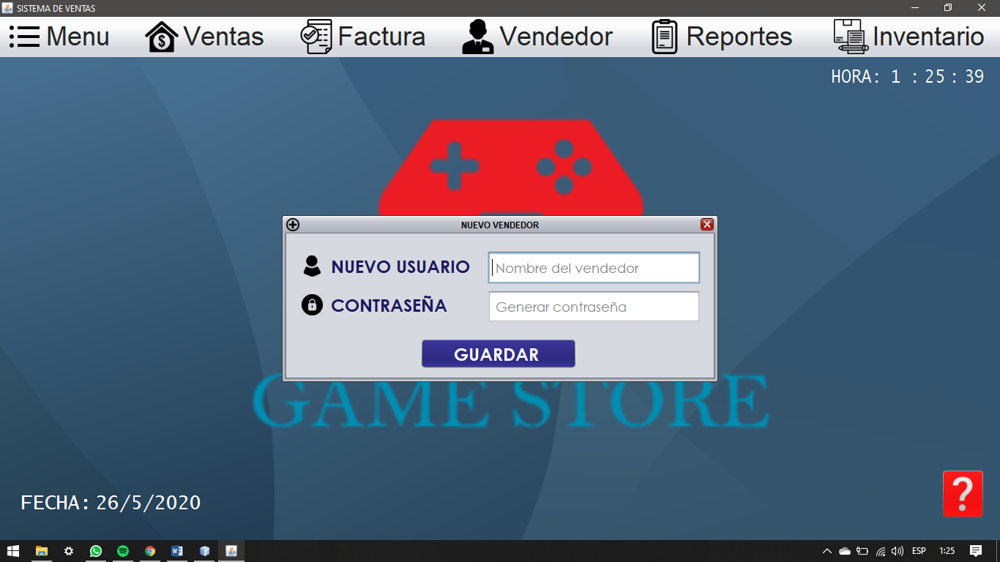 SISTEMA DE VENTAS
Menu Ventas Factura Vendedor Reportes Inventario
HORA: 1 : 25 : 39
NUEVO VENDEDOR
NUEVO USUARIO Nombre del vendedor
CONTRASEÑA Generar contraseña
GUARDAR
GAME STORE
FECHA: 26/5/2020
?
ESP 1:25